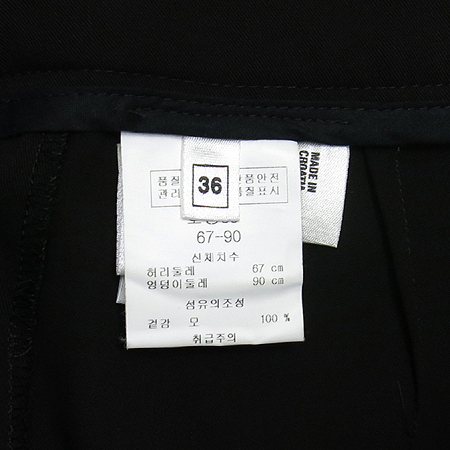 MADE IN
CROATIA
36
품질
품안전
관리
질표시
67-90
신체치수
허리둘레 67 cm
엉덩이둘레 90 cm
섬유의조성
겉감 모 100 %
취급주의